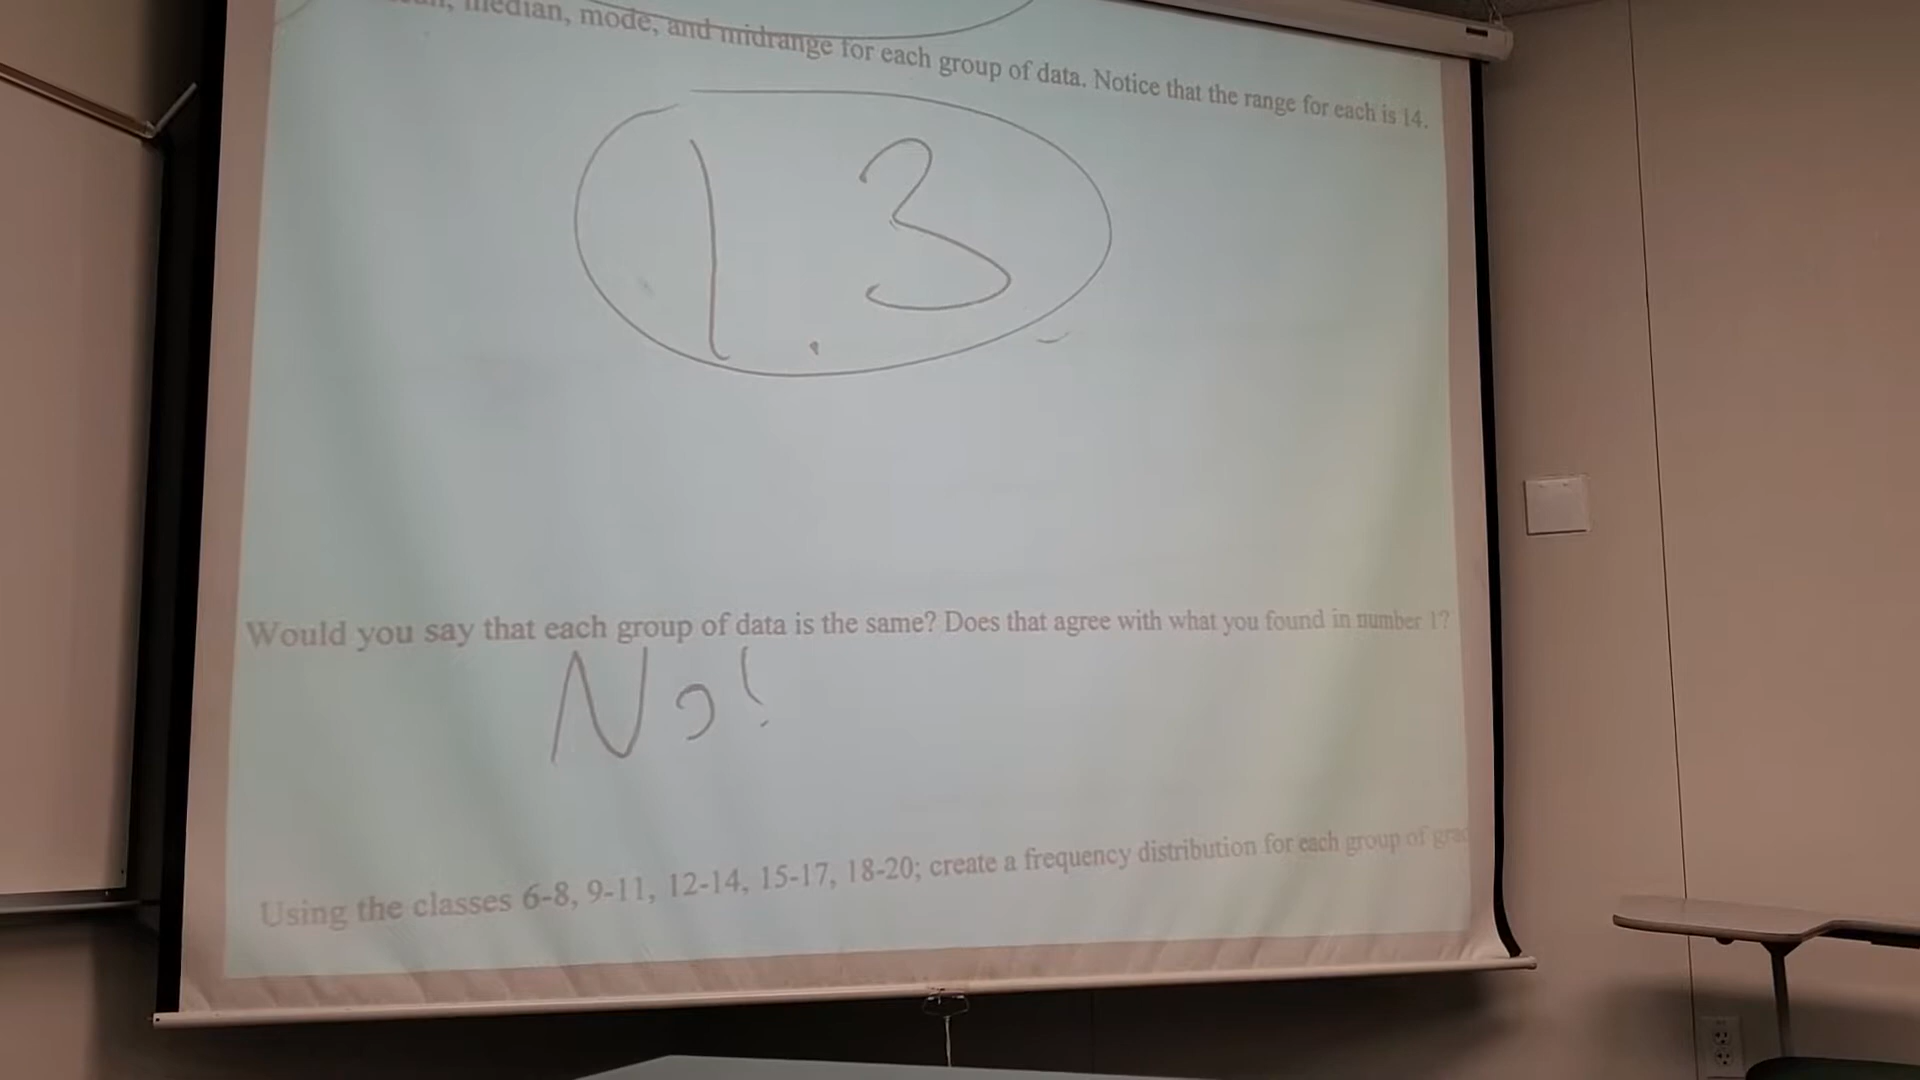 median, mode, and midrange for each group of data. Notice that the range for each is 14.
1.3
Would you say that each group of data is the same? Does that agree with what you found in number 1?
No!
Using the classes 6-8, 9-11, 12-14, 15-17, 18-20; create a frequency distribution for each group of